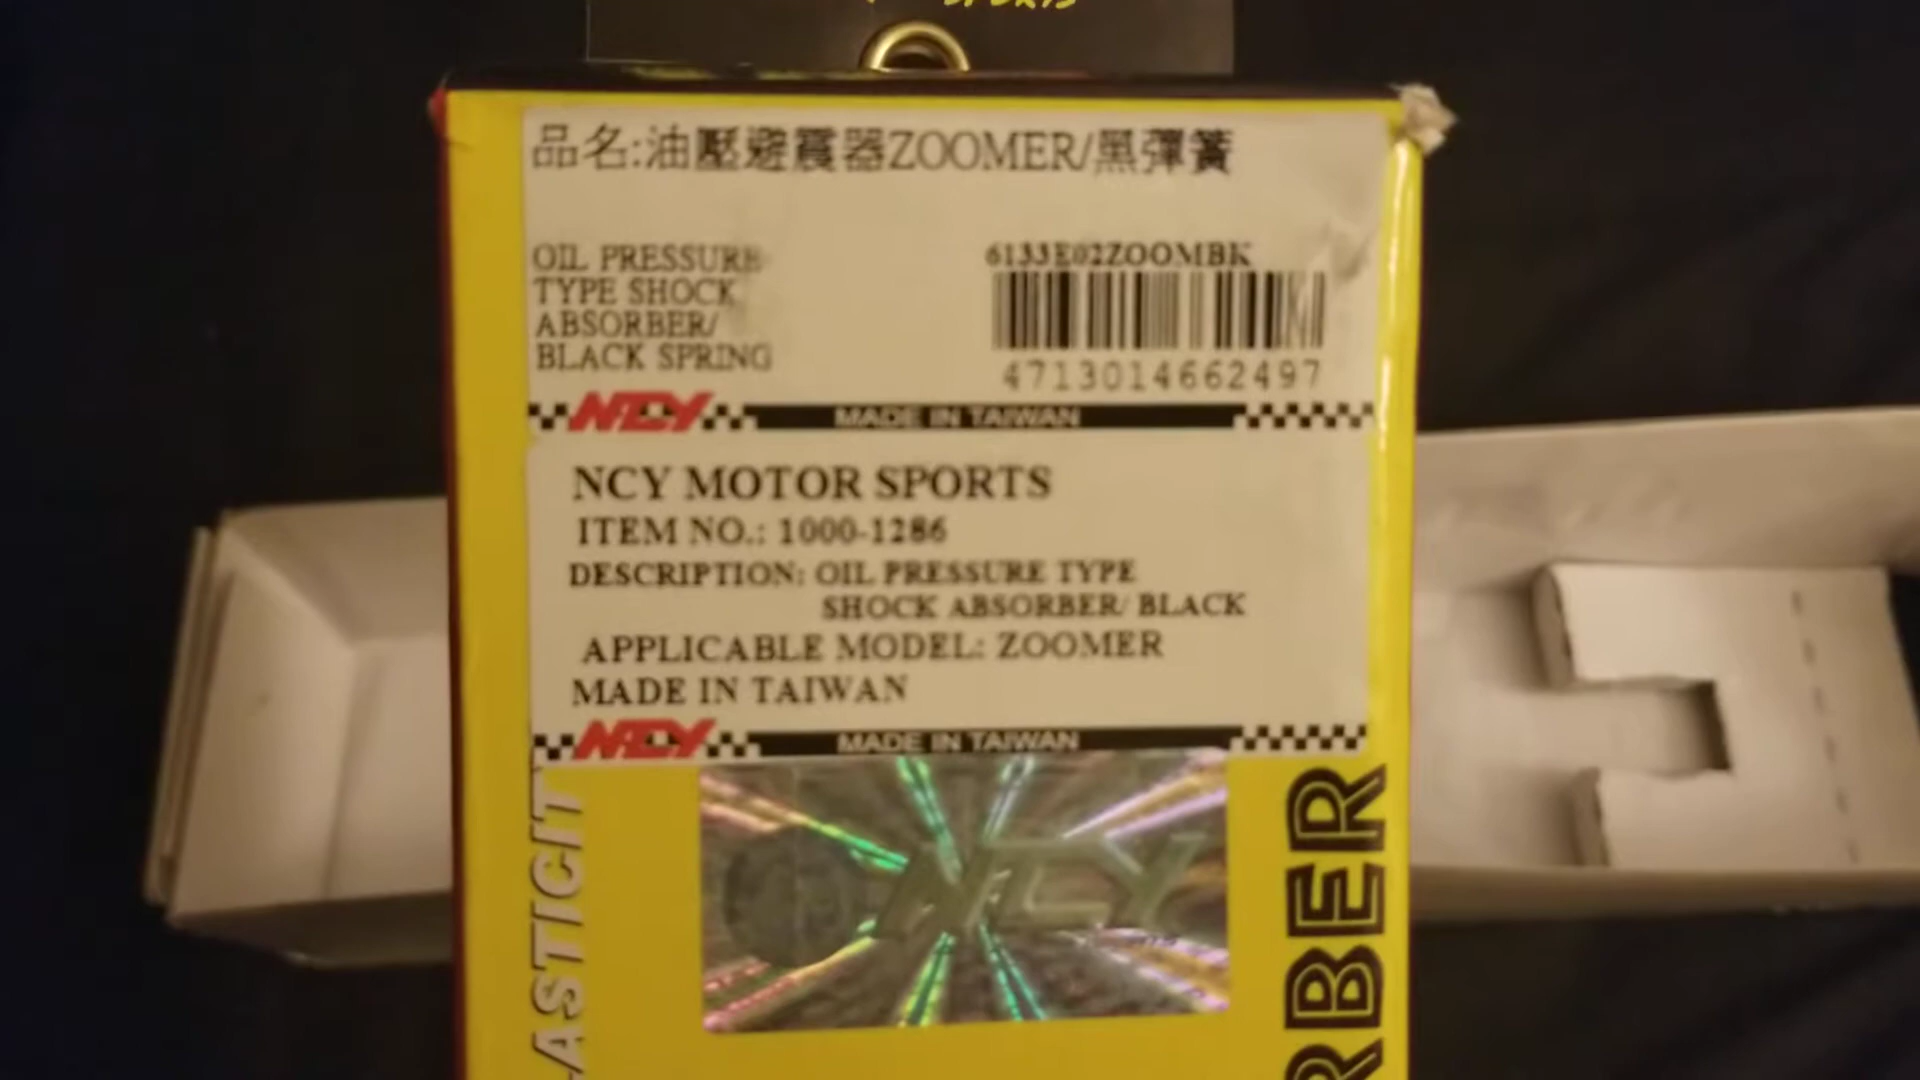 SPORTS
品名:油壓避震器ZOOMER/黑彈簧
OIL PRESSURE
TYPE SHOCK
ABSORBER/
BLACK SPRING
6133E02ZOOMBK
4713014662497
NCY
MADE IN TAIWAN
NCY MOTOR SPORTS
ITEM NO.: 1000-1286
DESCRIPTION: OIL PRESSURE TYPE
SHOCK ABSORBER/ BLACK
APPLICABLE MODEL: ZOOMER
MADE IN TAIWAN
NCY
MADE IN TAIWAN
NCY
ASTICIT
RBER